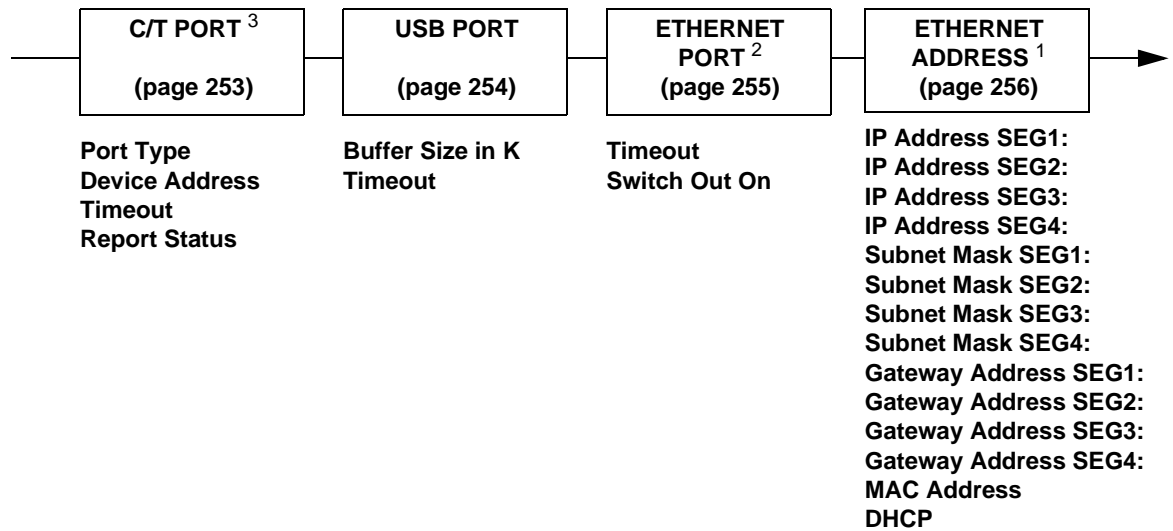 C/T PORT 3
(page 253)
Port Type
Device Address
Timeout
Report Status
USB PORT
(page 254)
Buffer Size in K
Timeout
ETHERNET
PORT 2
(page 255)
Timeout
Switch Out On
ETHERNET
ADDRESS 1
(page 256)
IP Address SEG1:
IP Address SEG2:
IP Address SEG3:
IP Address SEG4:
Subnet Mask SEG1:
Subnet Mask SEG2:
Subnet Mask SEG3:
Subnet Mask SEG4:
Gateway Address SEG1:
Gateway Address SEG2:
Gateway Address SEG3:
Gateway Address SEG4:
MAC Address
DHCP